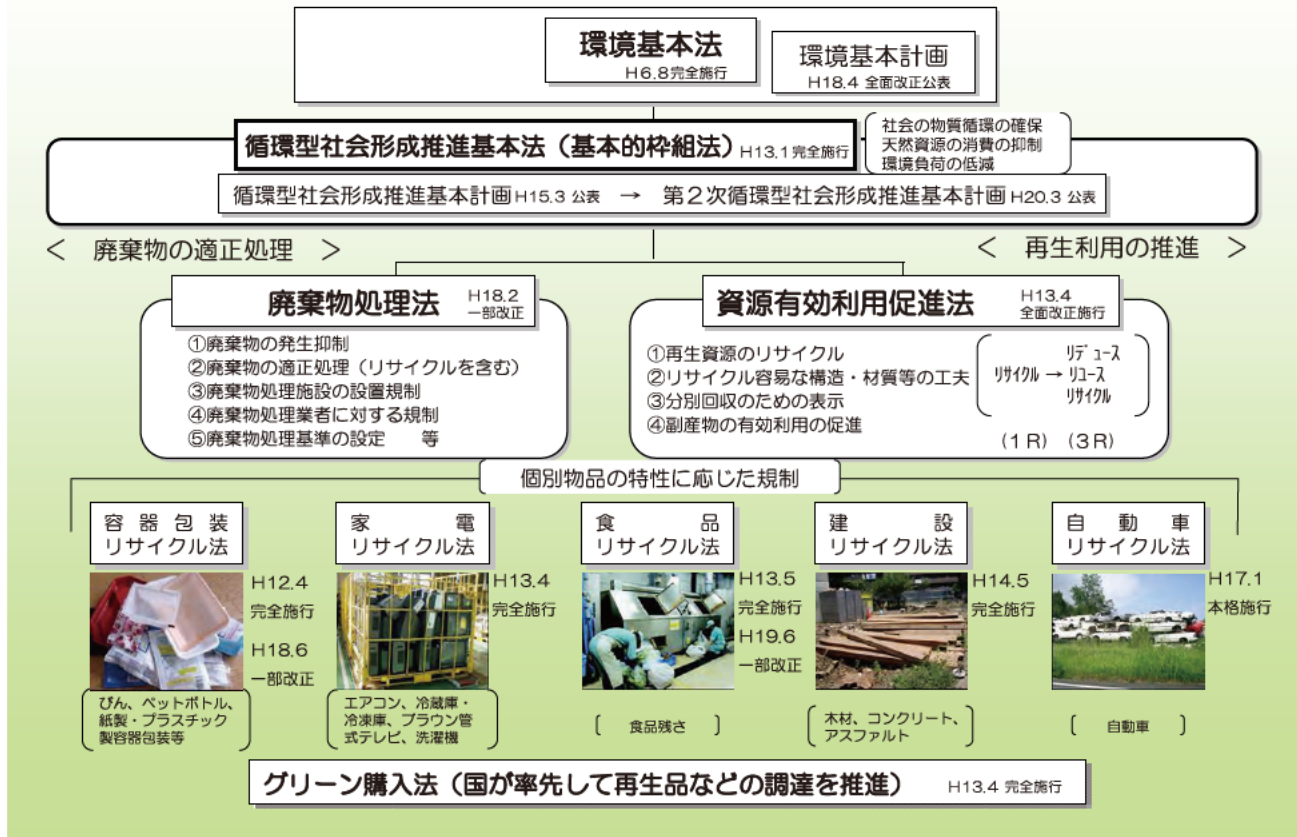 環境基本法
H6.8完全施行
環境基本計画
H18.4 全面改正公表
循環型社会形成推進基本法（基本的枠組法）H13.1 完全施行
社会の物質循環の確保
天然資源の消費の抑制
環境負荷の低減
循環型社会形成推進基本計画 H15.3 公表 → 第２次循環型社会形成推進基本計画 H20.3 公表
＜ 廃棄物の適正処理 ＞
＜ 再生利用の推進 ＞
廃棄物処理法
H18.2
一部改正
①廃棄物の発生抑制
②廃棄物の適正処理（リサイクルを含む）
③廃棄物処理施設の設置規制
④廃棄物処理業者に対する規制
⑤廃棄物処理基準の設定　等
資源有効利用促進法
H13.4
全面改正施行
①再生資源のリサイクル
②リサイクル容易な構造・材質等の工夫
③分別回収のための表示
④副産物の有効利用の促進
ﾘﾃﾞｭｰｽ
ﾘｻｲｸﾙ → ﾘﾕｰｽ
ﾘｻｲｸﾙ
（1 R）（3 R）
個別物品の特性に応じた規制
容器包装
リサイクル法
H12.4
完全施行
H18.6
一部改正
びん、ペットボトル、
紙製・プラスチック
製容器包装等
家電
リサイクル法
H13.4
完全施行
エアコン、冷蔵庫・
冷凍庫、ブラウン管
式テレビ、洗濯機
食品
リサイクル法
H13.5
完全施行
H19.6
一部改正
食品残さ
建設
リサイクル法
H14.5
完全施行
木材、コンクリート、
アスファルト
自動車
リサイクル法
H17.1
本格施行
自動車
グリーン購入法（国が率先して再生品などの調達を推進）　H13.4 完全施行